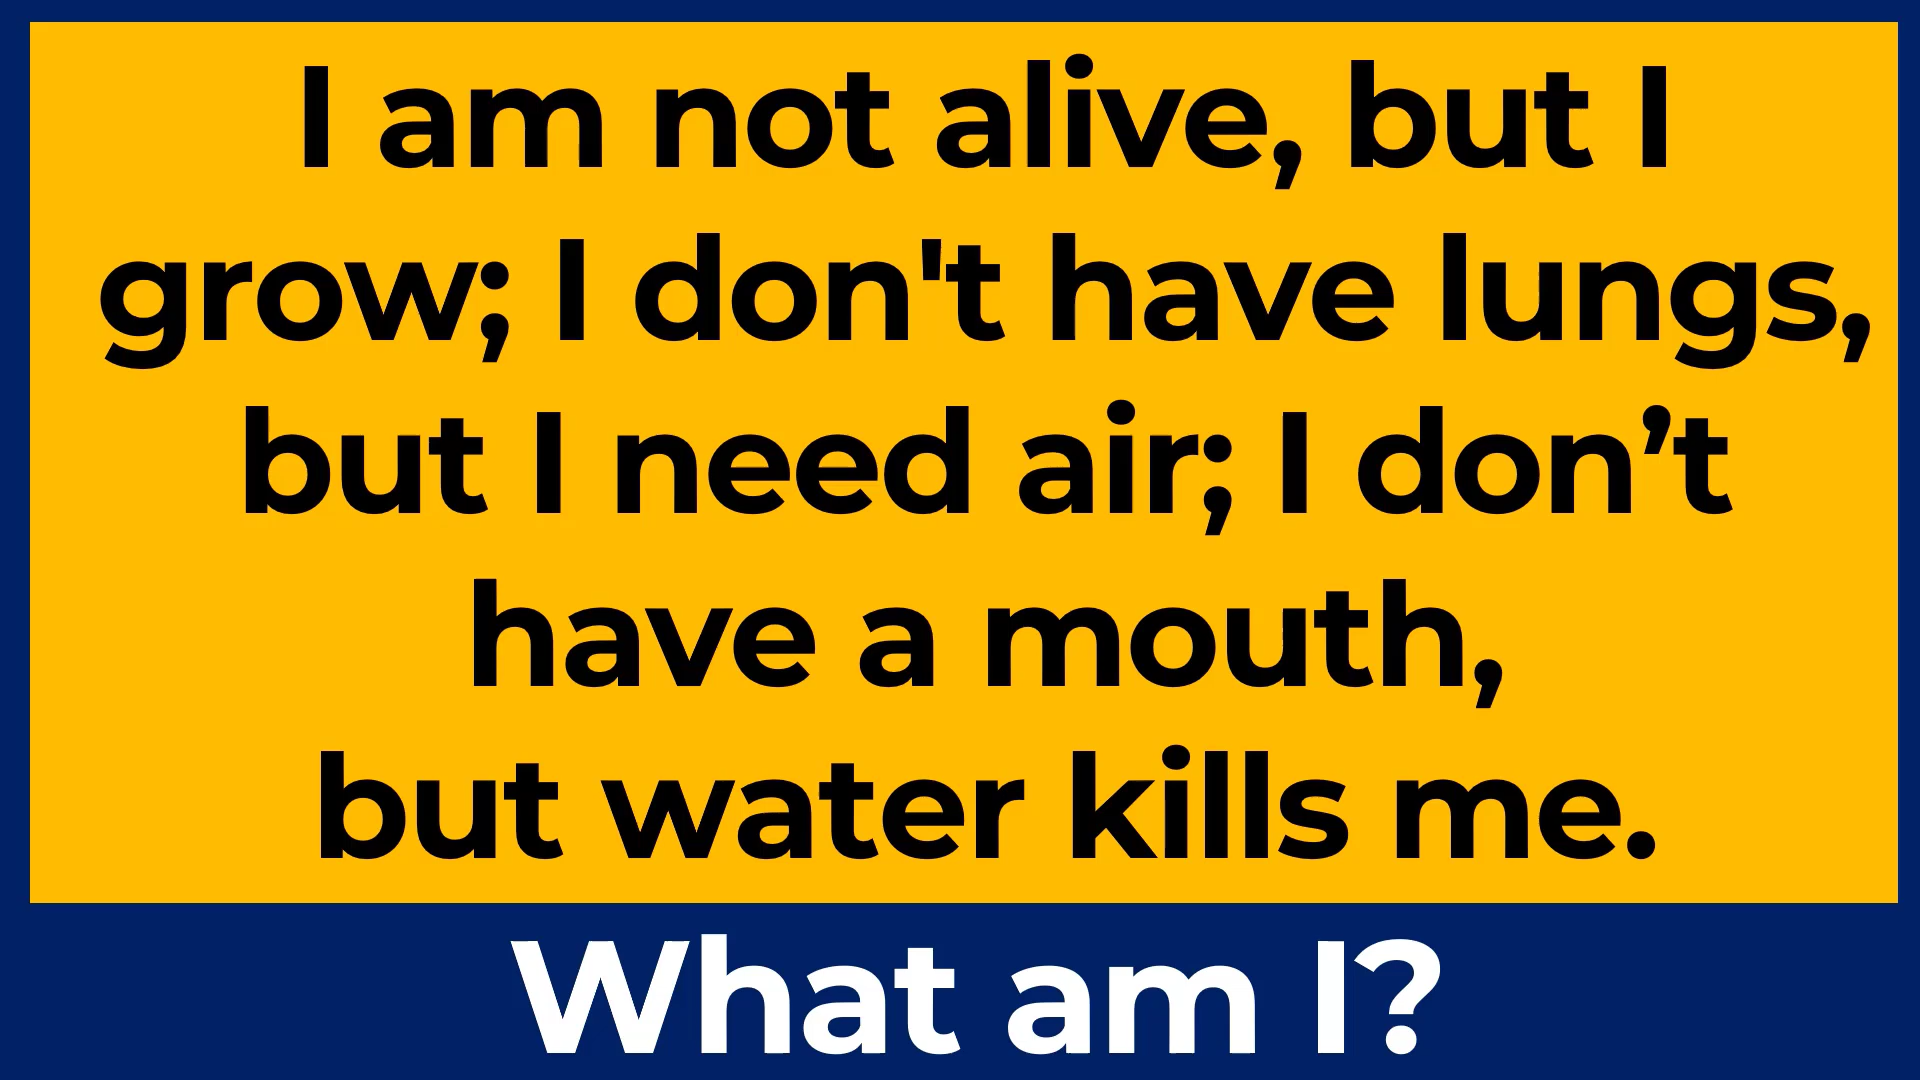 I am not alive, but I
grow; I don't have lungs,
but I need air; I don’t
have a mouth,
but water kills me.
What am I?